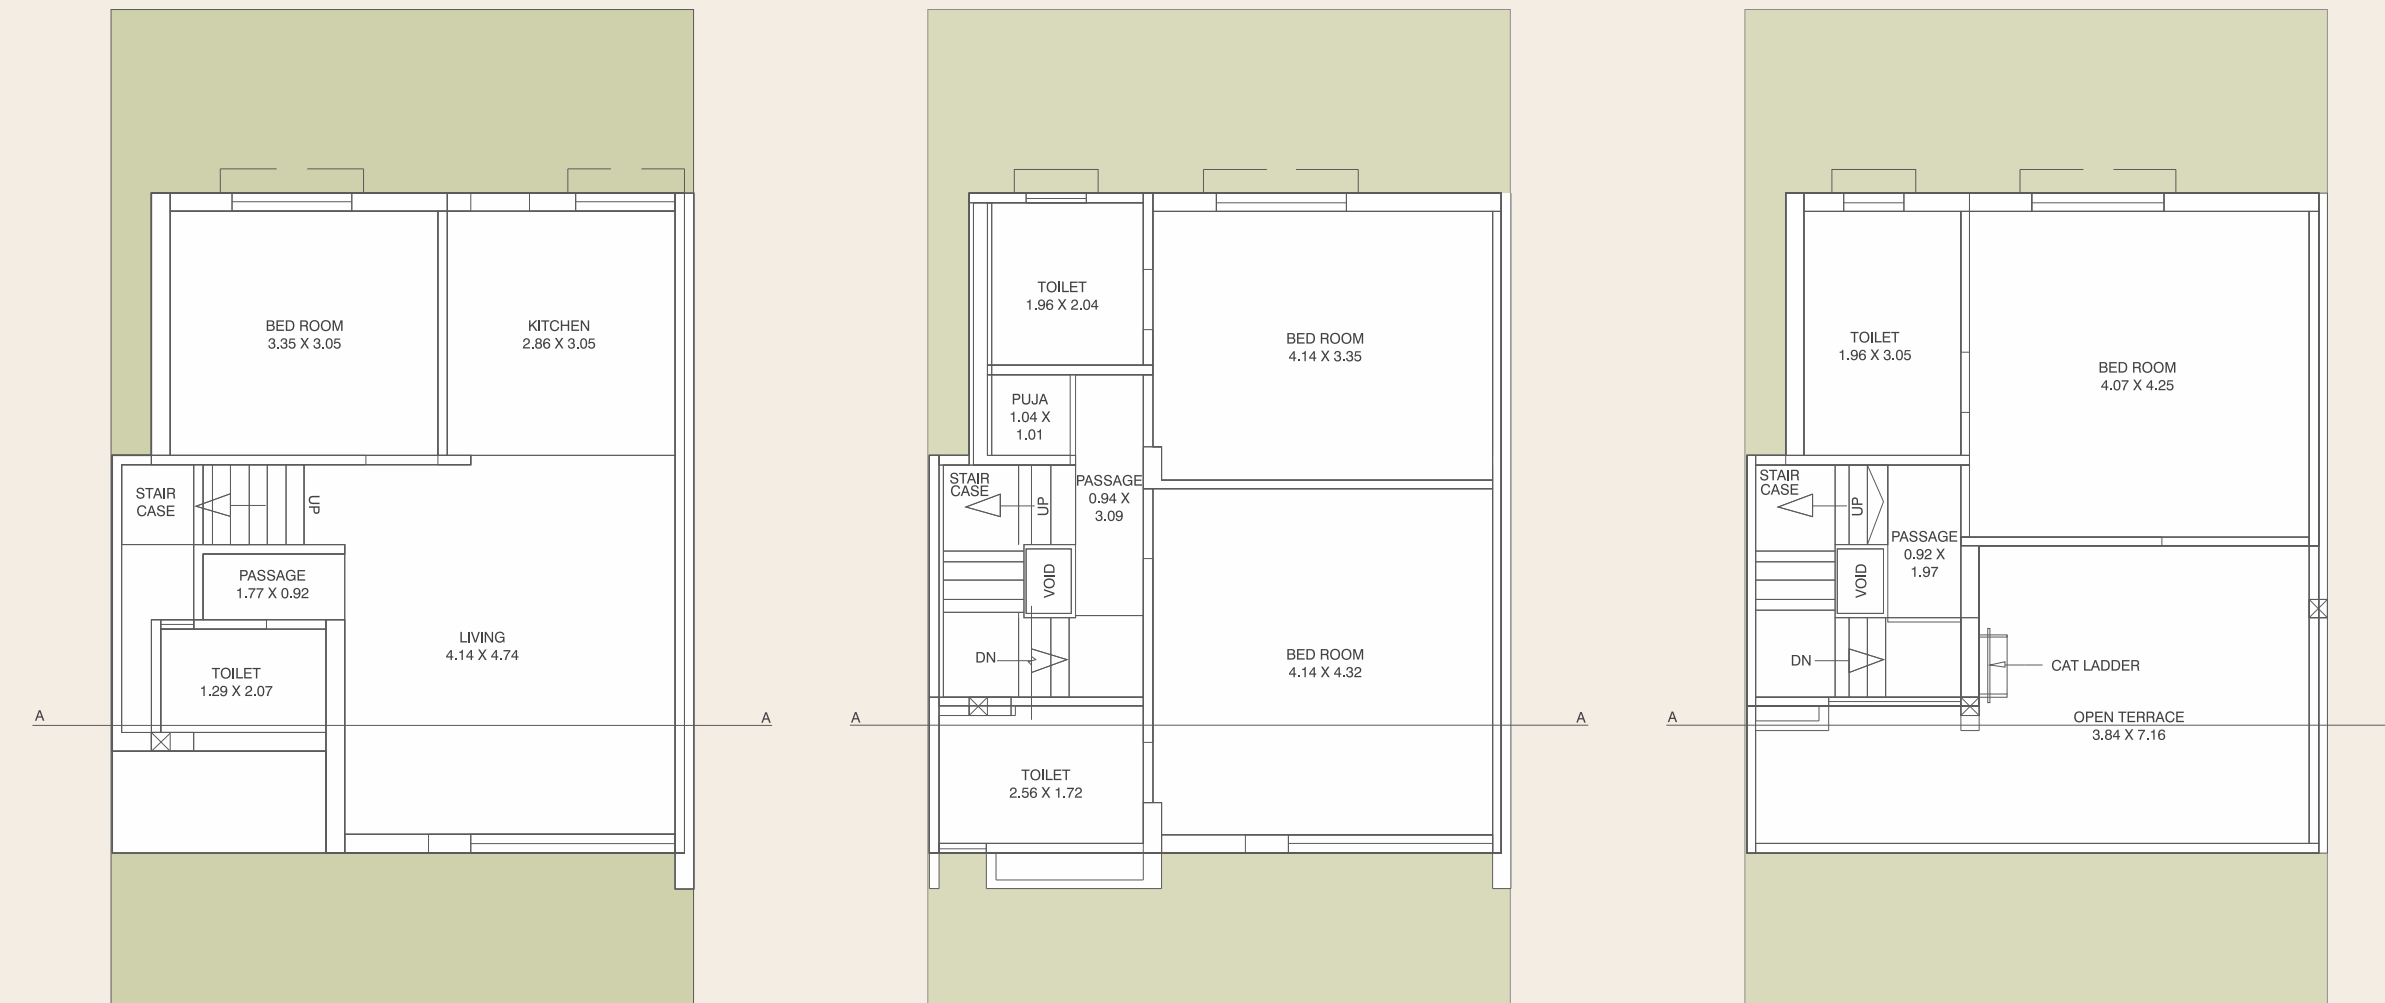 BED ROOM
3.35 X 3.05
KITCHEN
2.86 X 3.05
STAIR
CASE
UP
PASSAGE
1.77 X 0.92
LIVING
4.14 X 4.74
TOILET
1.29 X 2.07
A
A
TOILET
1.96 X 2.04
BED ROOM
4.14 X 3.35
PUJA
1.04 X
1.01
STAIR
CASE
UP
PASSAGE
0.94 X
3.09
VOID
DN
BED ROOM
4.14 X 4.32
A
A
TOILET
2.56 X 1.72
TOILET
1.96 X 3.05
BED ROOM
4.07 X 4.25
STAIR
CASE
UP
PASSAGE
0.92 X
1.97
VOID
DN
CAT LADDER
A
OPEN TERRACE
3.84 X 7.16